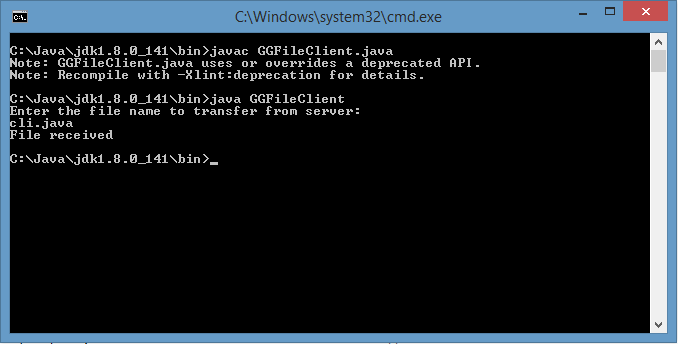 C:\Windows\system32\cmd.exe
C:\Java\jdk1.8.0_141\bin>javac GGFileClient.java
Note: GGFileClient.java uses or overrides a deprecated API.
Note: Recompile with -Xlint:deprecation for details.
C:\Java\jdk1.8.0_141\bin>java GGFileClient
Enter the file name to transfer from server:
cli.java
File received
C:\Java\jdk1.8.0_141\bin>_